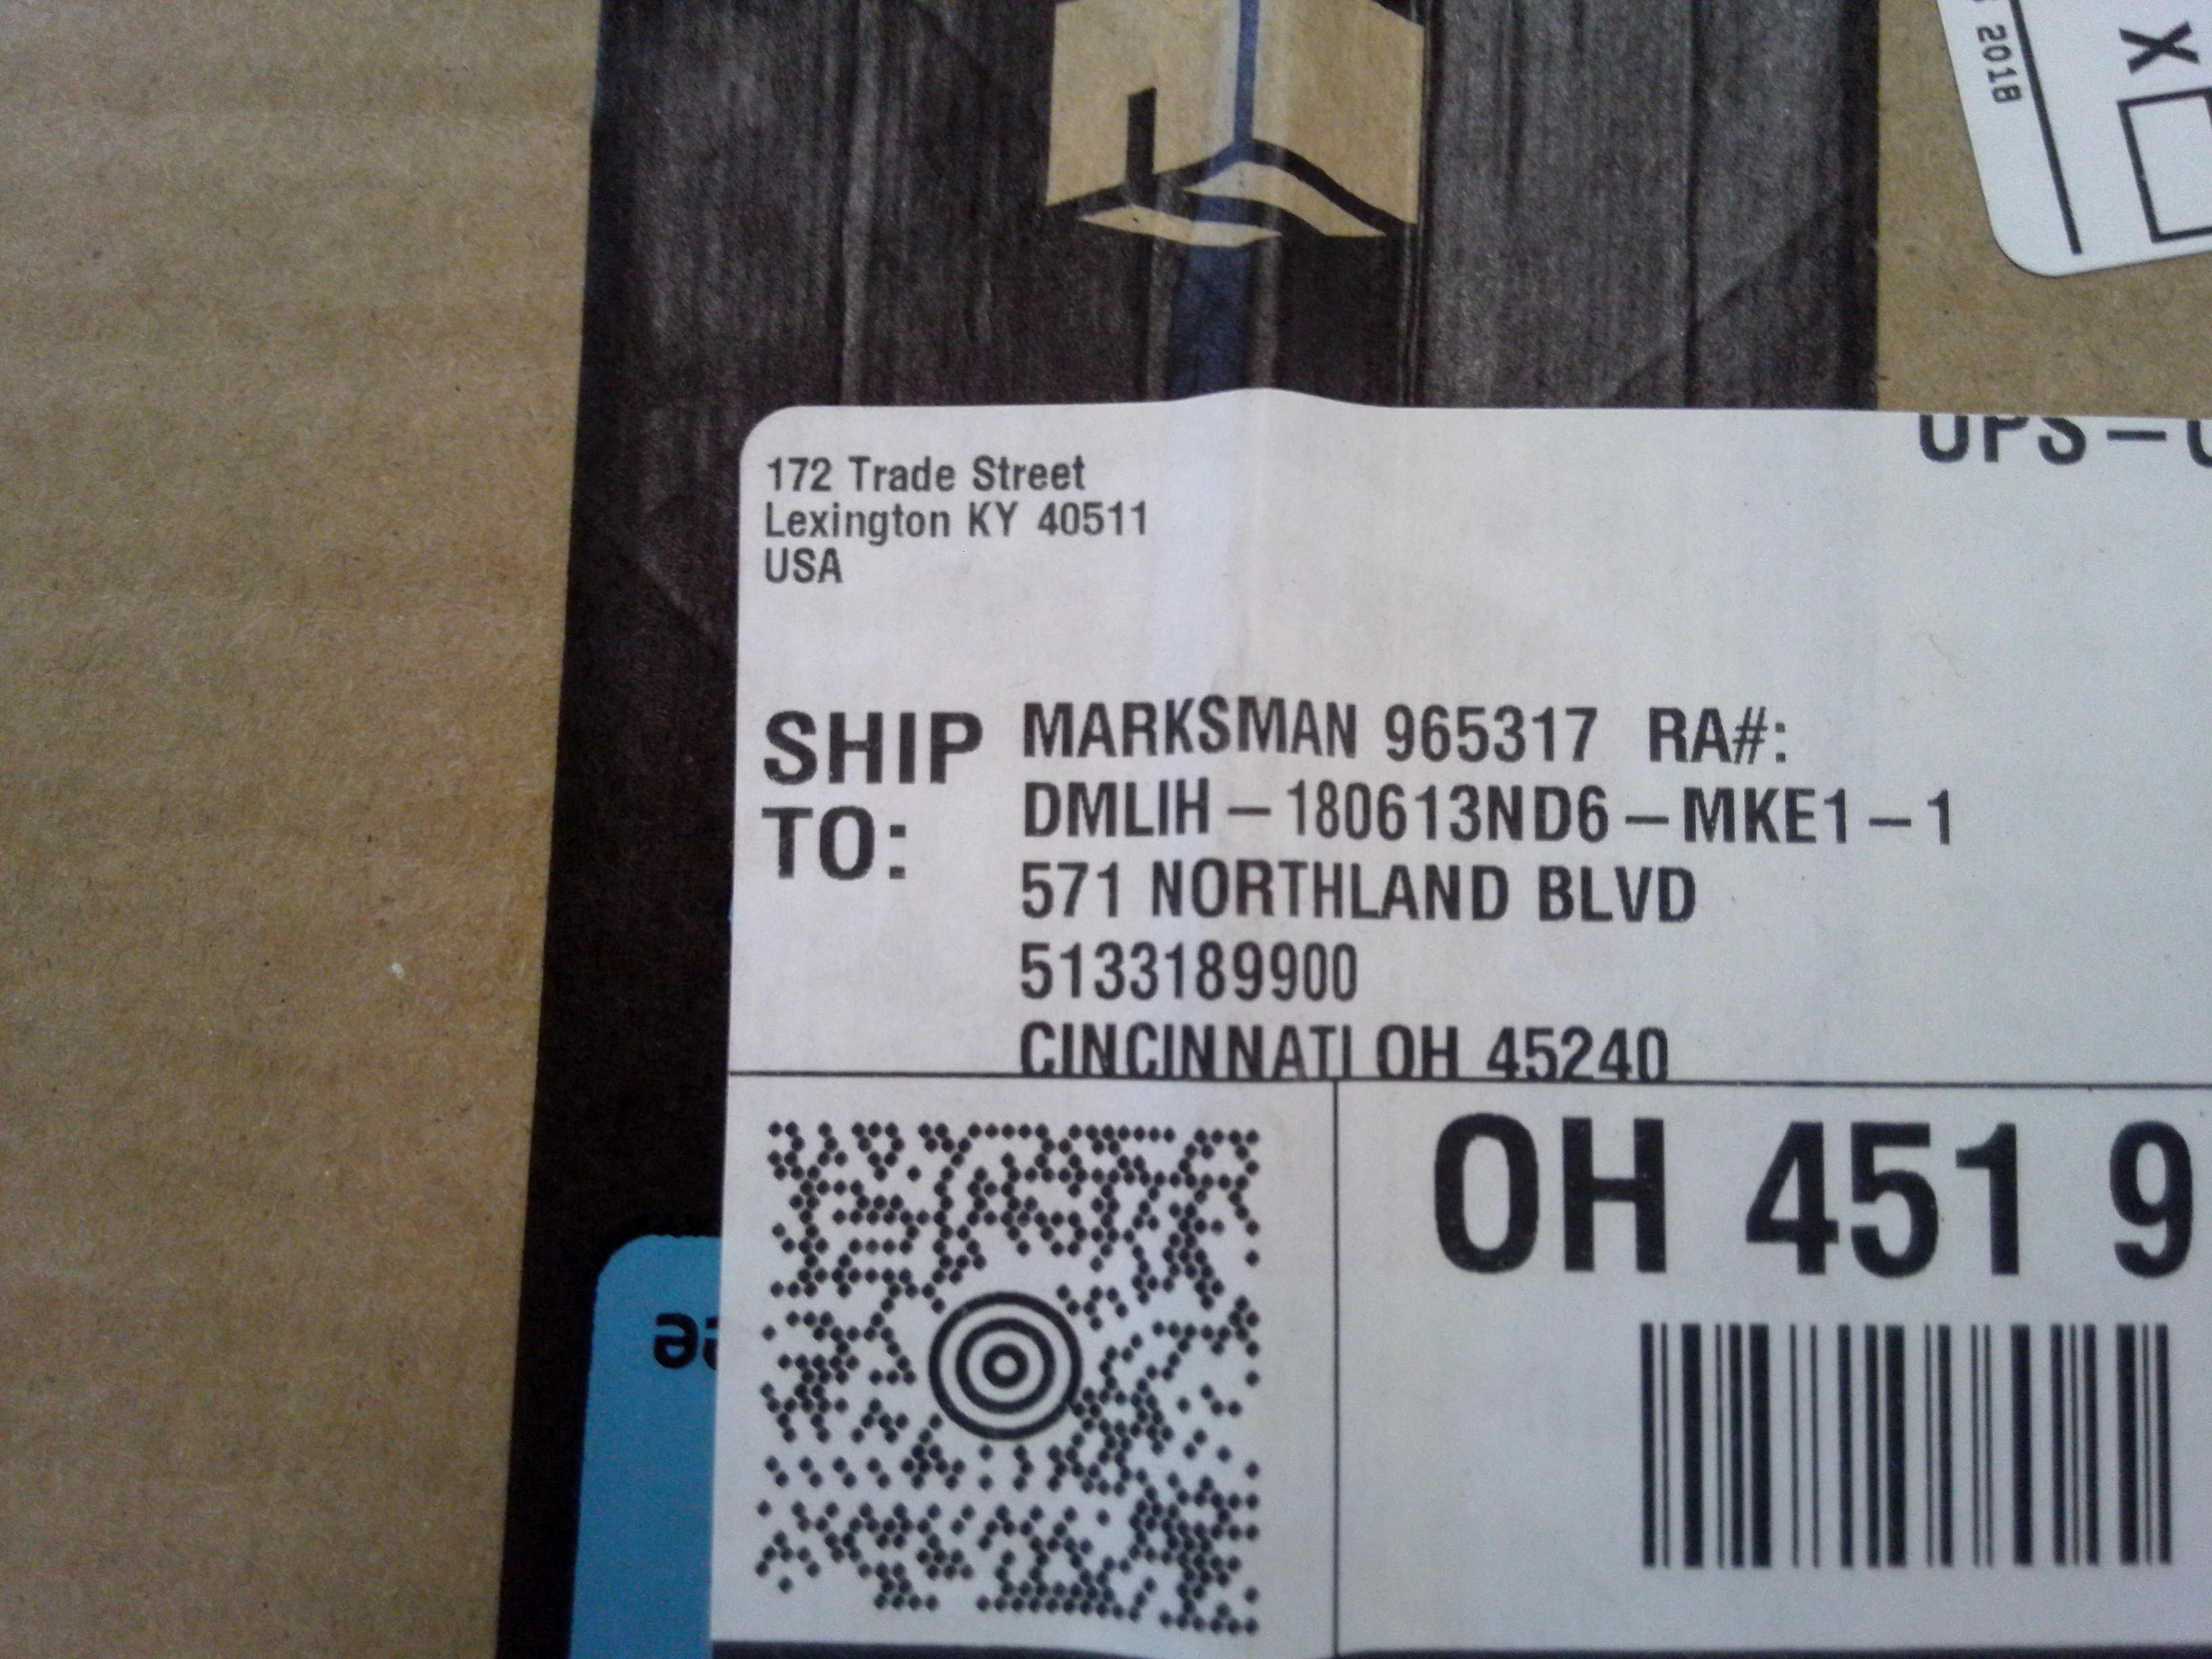 2018
X
UPS –
172 Trade Street
Lexington KY 40511
USA
SHIP TO:
MARKSMAN 965317 RA#:
DMLIH – 180613ND6 – MKE1 – 1
571 NORTHLAND BLVD
5133189900
CINCINNATI OH 45240
OH 451 9